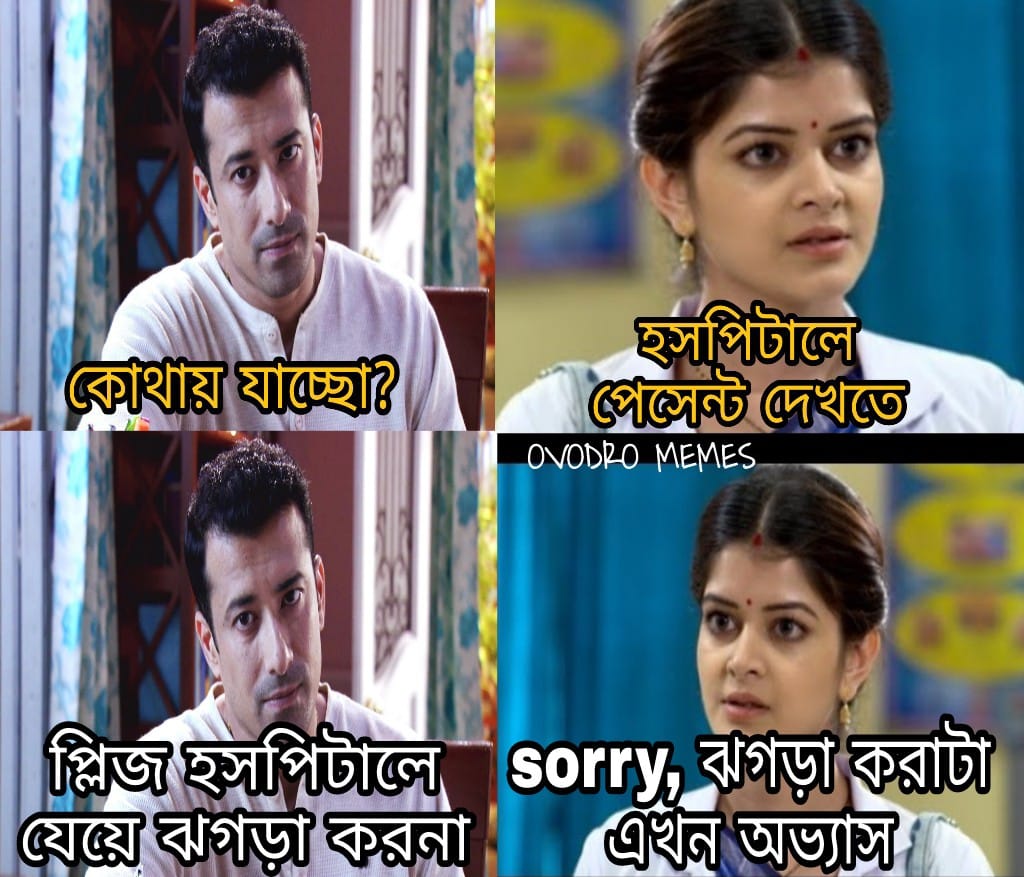 কোথায় যাচ্ছো?
হসপিটালে
পেসেন্ট দেখতে
OVODRO MEMES
প্লিজ হসপিটালে
যেয়ে ঝগড়া করনা
sorry, ঝগড়া করাটা
এখন অভ্যাস